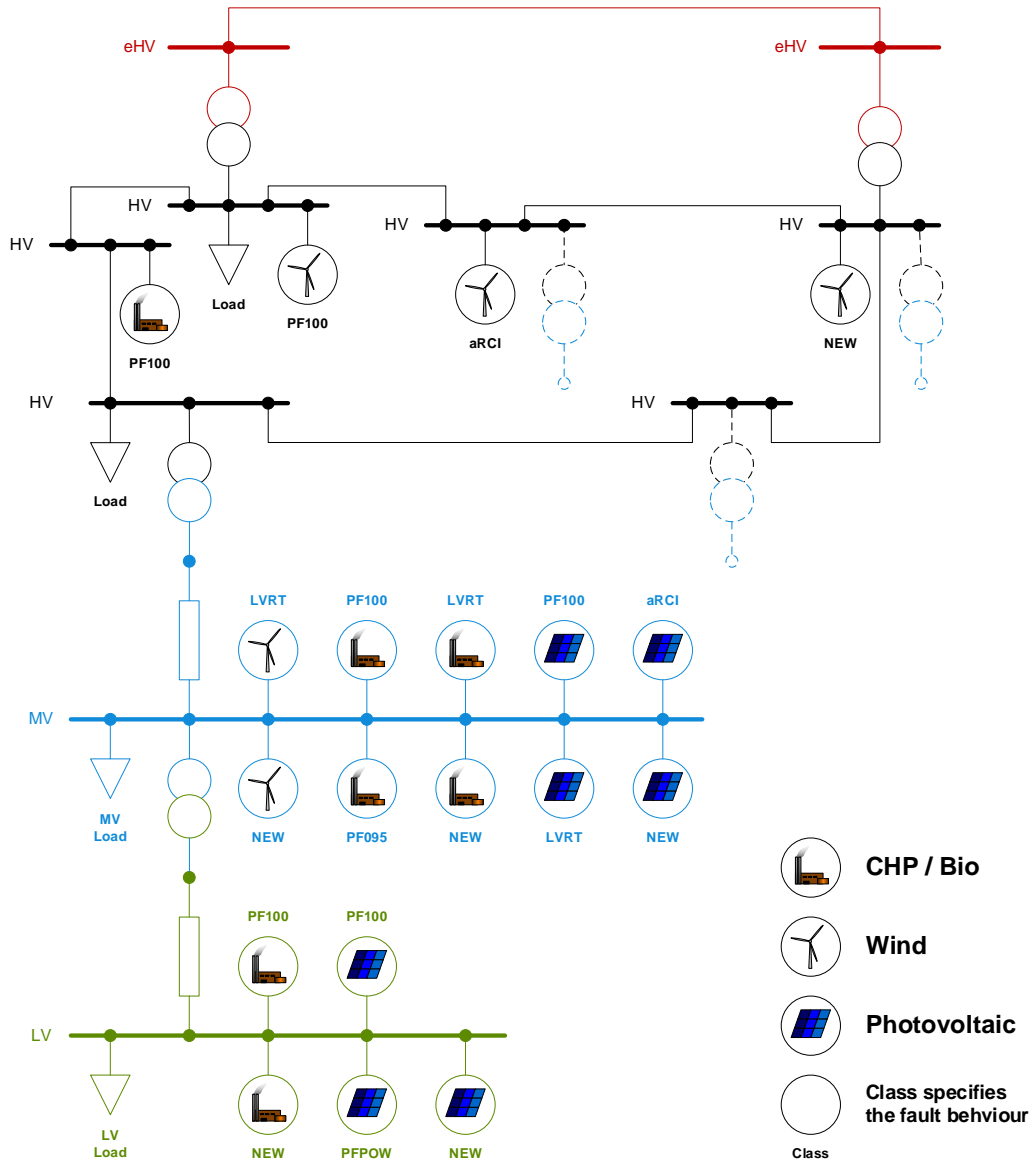 eHV
eHV
HV
HV
HV
HV
Load
PF100
aRCI
NEW
PF100
HV
HV
Load
LVRT
PF100
LVRT
PF100
aRCI
MV
MV
Load
NEW
PF095
NEW
LVRT
NEW
CHP / Bio
PF100
PF100
Wind
LV
Photovoltaic
LV
Load
NEW
PFPOW
NEW
Class specifies
the fault behviour
Class